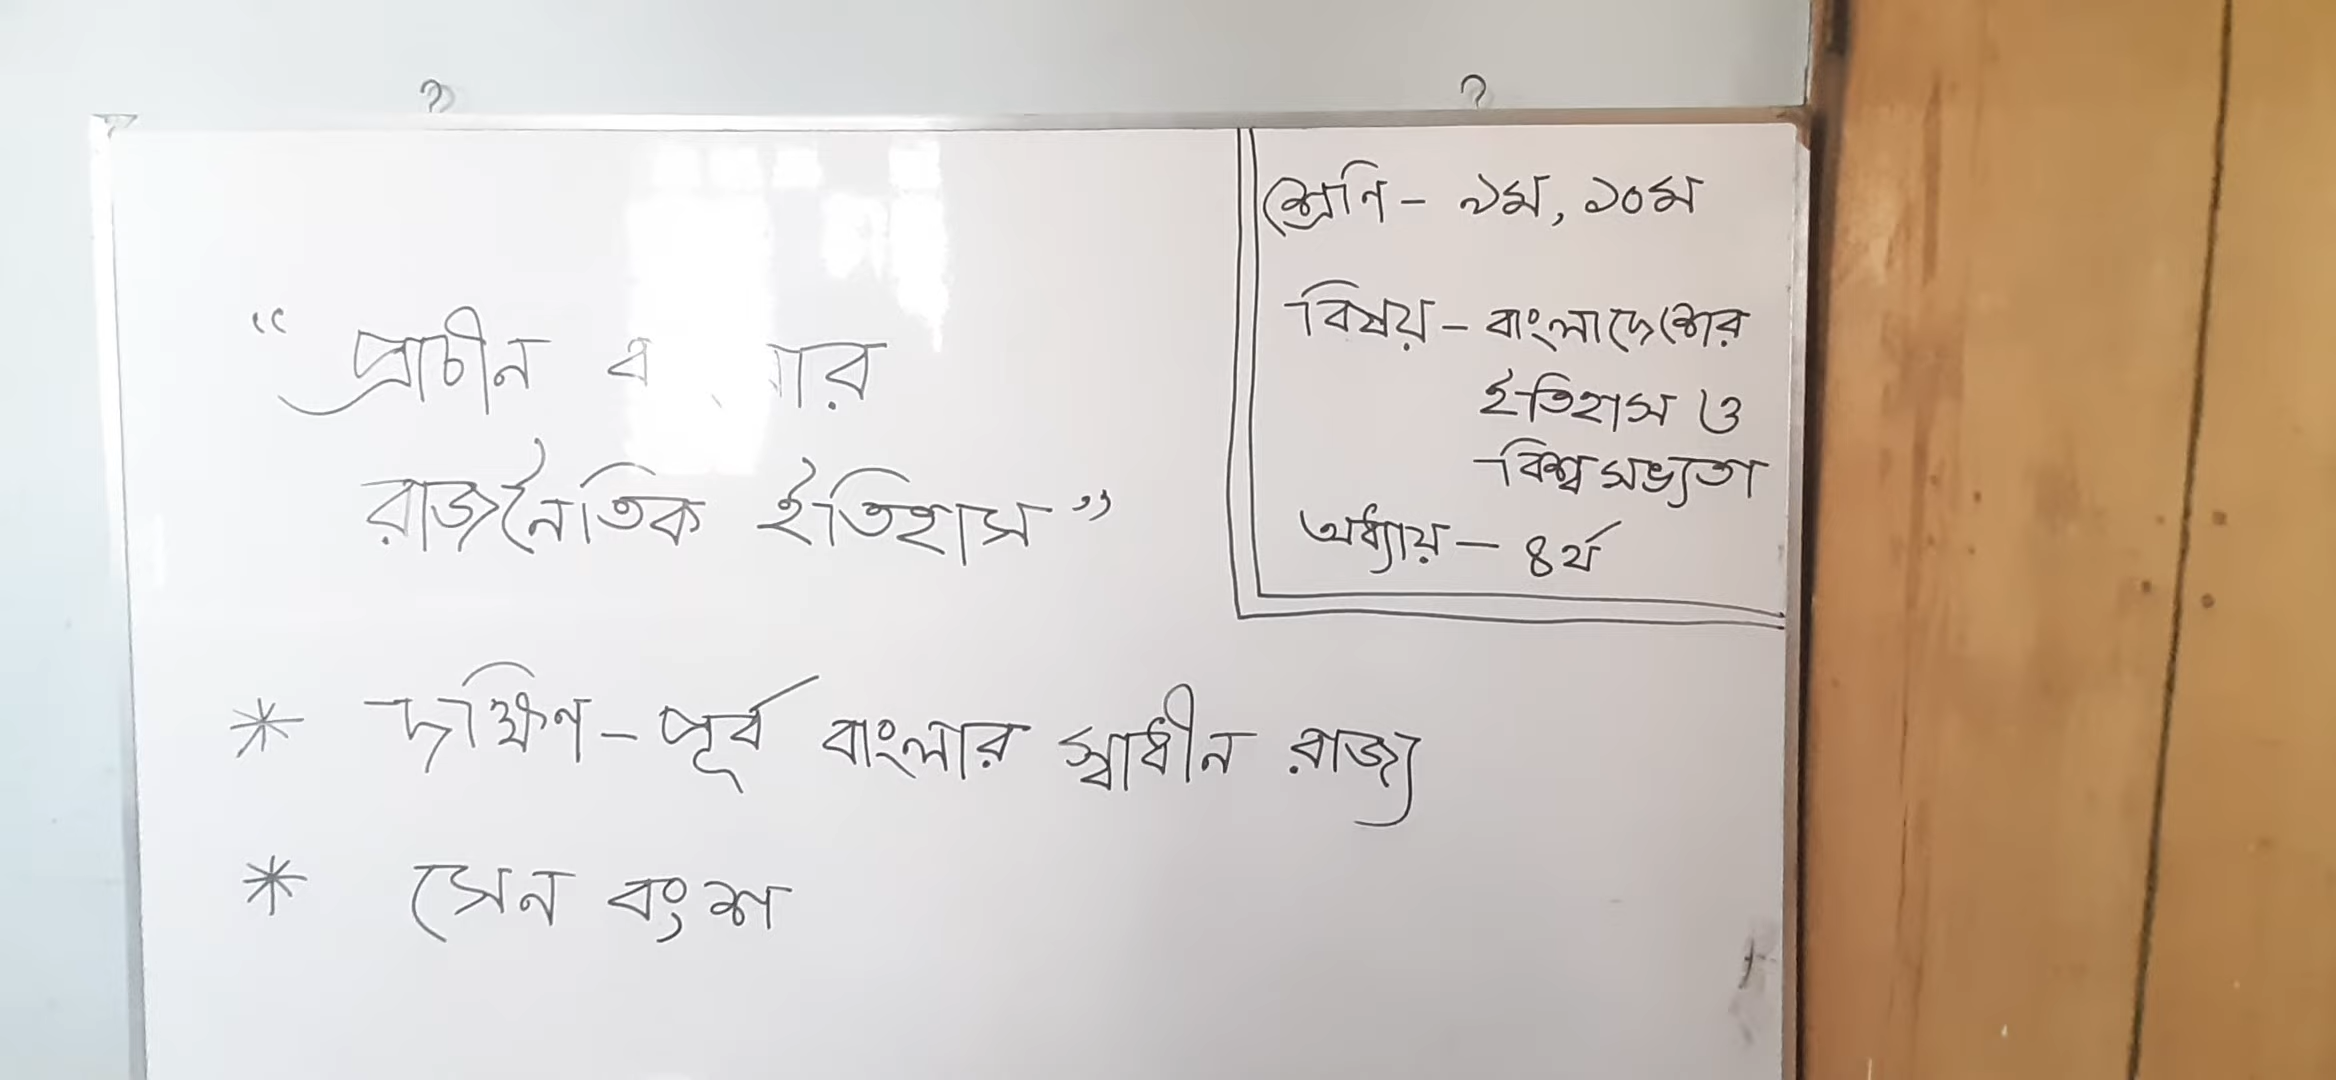 শ্রেণি - ৯ম, ১০ম
বিষয় - বাংলাদেশের
ইতিহাস ও
বিশ্বসভ্যতা
অধ্যায় - ৪র্থ
“প্রাচীন
রাজনৈতিক ইতিহাস”
* দক্ষিণ-পূর্ব বাংলার স্বাধীন রাজ্য
* সেন বংশ